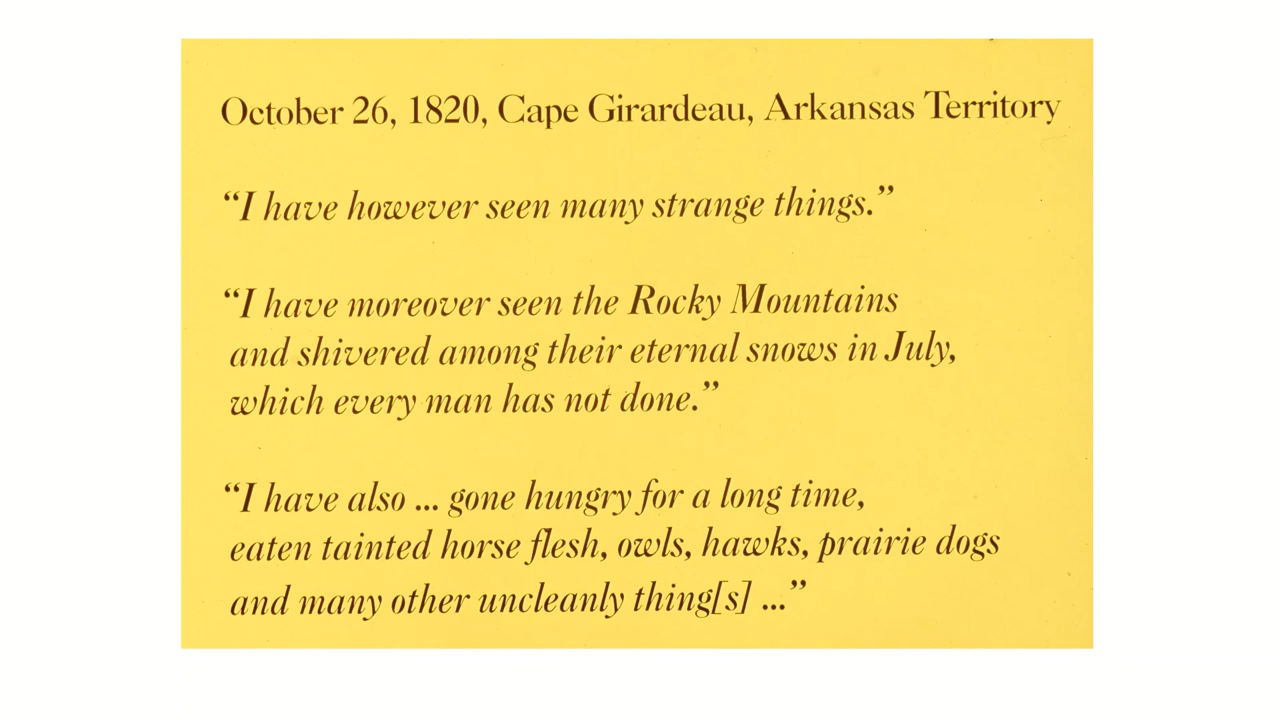 October 26, 1820, Cape Girardeau, Arkansas Territory
“I have however seen many strange things.”
“I have moreover seen the Rocky Mountains
and shivered among their eternal snows in July,
which every man has not done.”
“I have also ... gone hungry for a long time,
eaten tainted horse flesh, owls, hawks, prairie dogs
and many other uncleanly thing[s] ...”